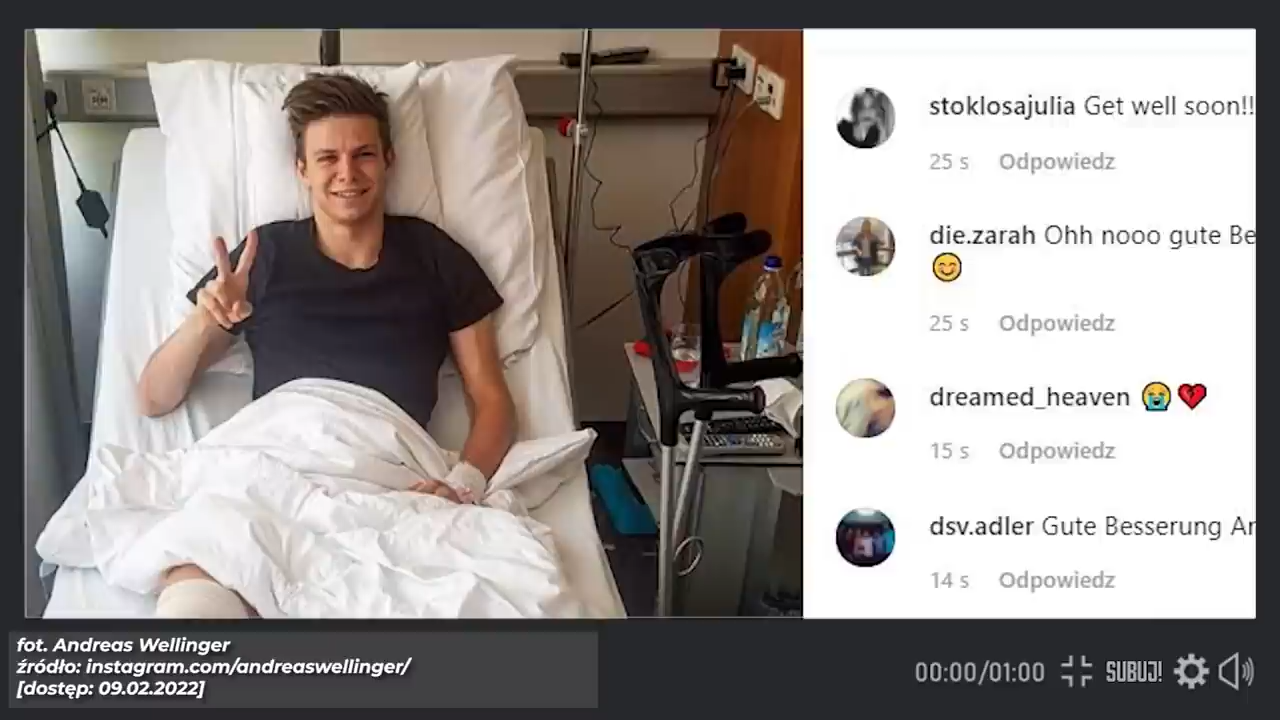 stoklosajulia Get well soon!!
25 s Odpowiedz
die.zarah Ohh nooo gute Be
😊
25 s Odpowiedz
dreamed_heaven 😭💔
15 s Odpowiedz
dsv.adler Gute Besserung An
14 s Odpowiedz
fot. Andreas Wellinger
źródło: instagram.com/andreaswellinger/
[dostęp: 09.02.2022]
00:00/01:00 SUBUJ!